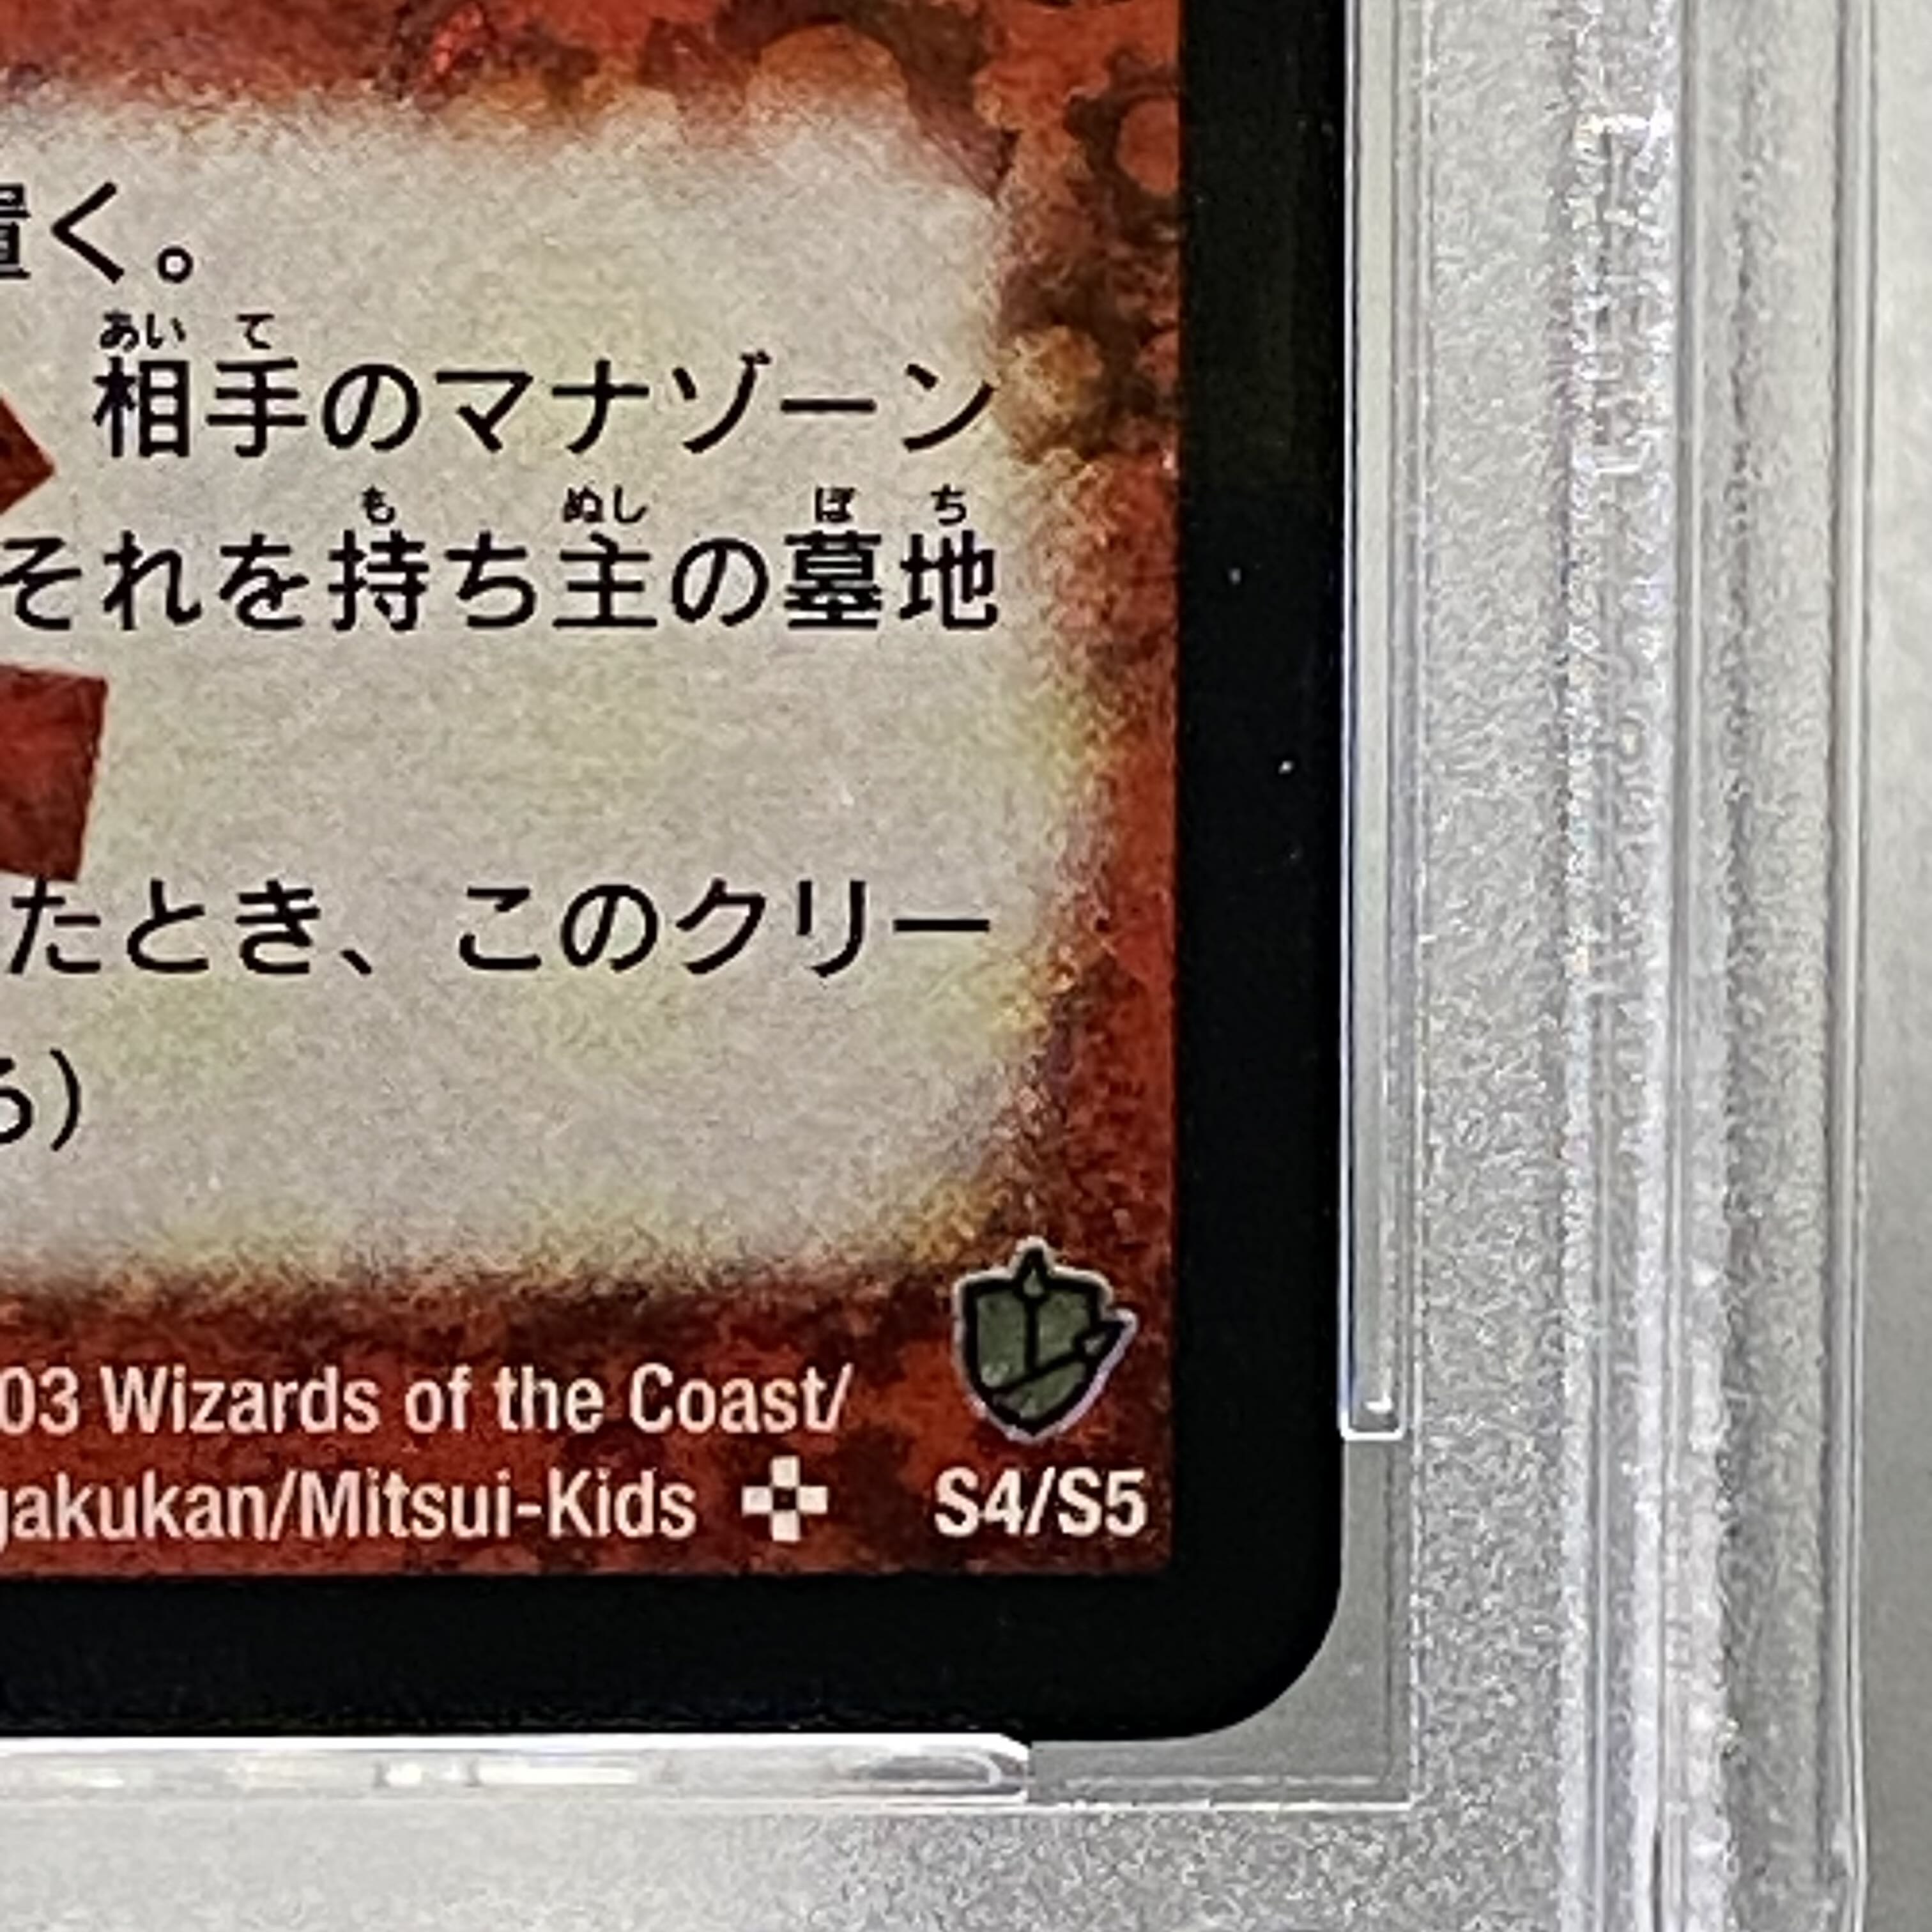 く。
あい て
相手のマナゾーン
も ぬし ぼ ち
それを持ち主の墓地
たとき、このクリー
る)
03 Wizards of the Coast/
gakukan/Mitsui-Kids
S4/S5